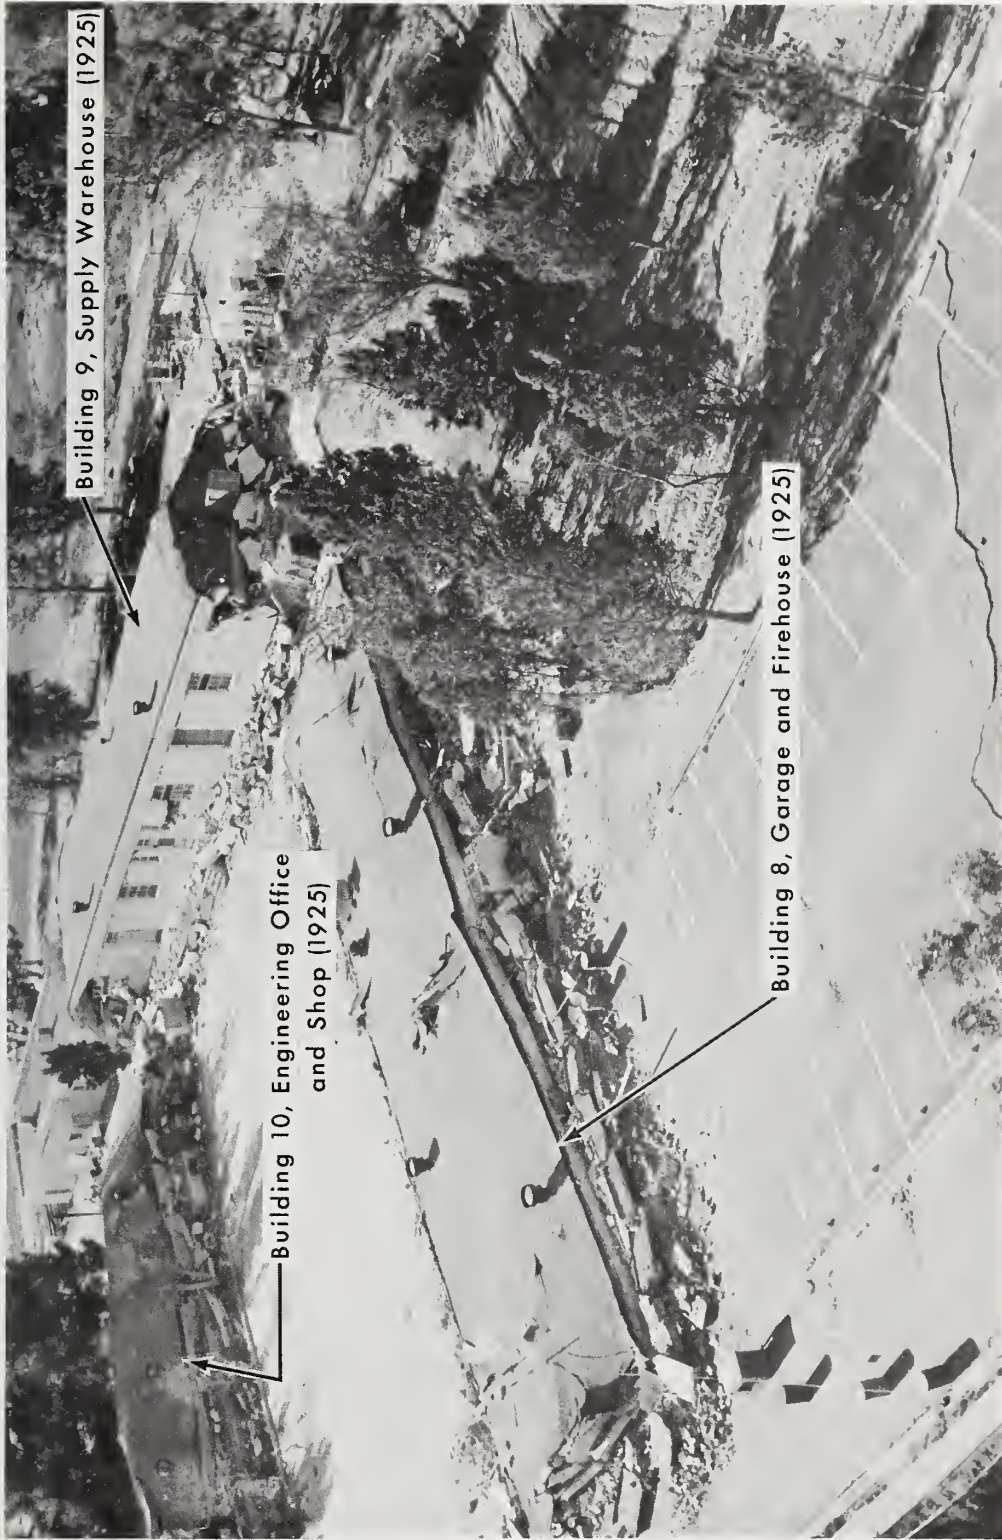 Building 9, Supply Warehouse (1925)
Building 10, Engineering Office
and Shop (1925)
Building 8, Garage and Firehouse (1925)